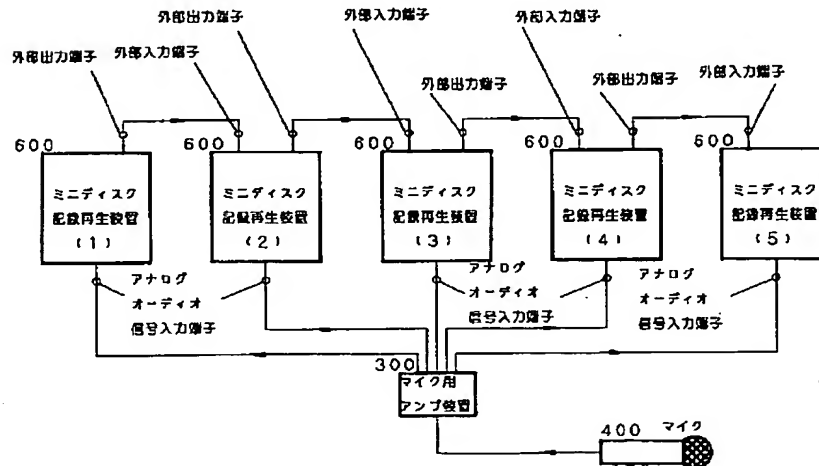 外部出力端子
外部入力端子
外部入力端子
外部出力端子
外部入力端子
外部出力端子
外部出力端子
外部入力端子
600
600
600
600
600
ミニディスク
記録再生装置
(1)
ミニディスク
記録再生装置
(2)
ミニディスク
記録再生装置
(3)
ミニディスク
記録再生装置
(4)
ミニディスク
記録再生装置
(5)
アナログ
オーディオ
信号入力端子
アナログ
オーディオ
信号入力端子
アナログ
オーディオ
信号入力端子
300
マイク用
アンプ装置
400
マイク